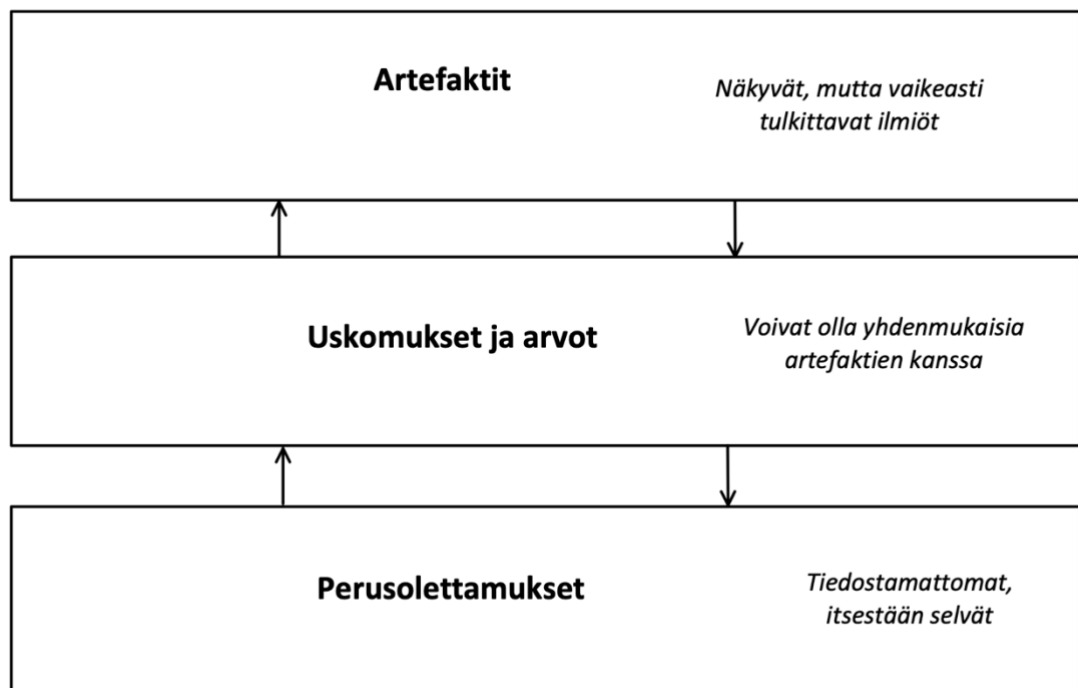 Artefaktit
Näkyvät, mutta vaikeasti
tulkittavat ilmiöt
Uskomukset ja arvot
Voivat olla yhdenmukaisia
artefaktien kanssa
Perusolettamukset
Tiedostamattomat,
itsestään selvät